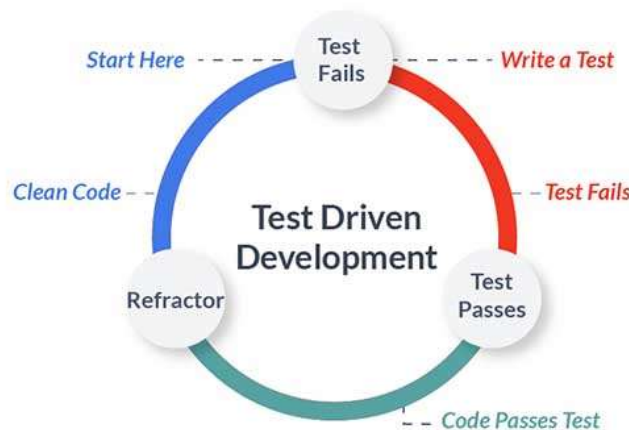 Test
Fails
Start Here
Write a Test
Clean Code
Test Fails
Test Driven
Development
Refractor
Test
Passes
Code Passes Test